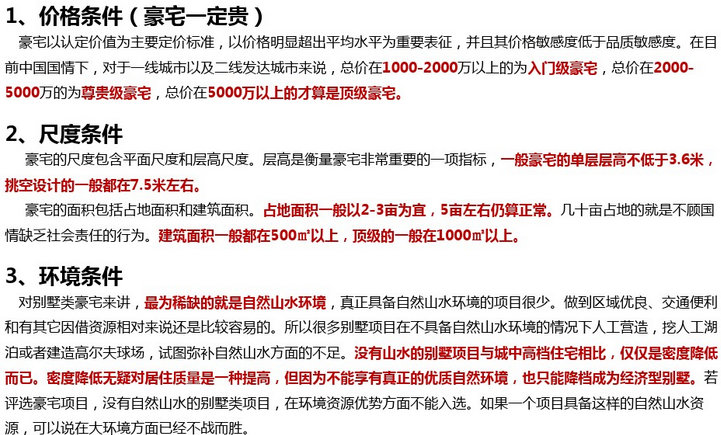 1、价格条件（豪宅一定贵）
豪宅以认定价值为主要定价标准，以价格明显超出平均水平为重要表征，并且其价格敏感度低于品质敏感度。在目
前中国国情下，对于一线城市以及二线发达城市来说，总价在1000-2000万以上的为入门级豪宅，总价在2000-
5000万的为尊贵级豪宅，总价在5000万以上的才算是顶级豪宅。
2、尺度条件
豪宅的尺度包含平面尺度和层高尺度。层高是衡量豪宅非常重要的一项指标，一般豪宅的单层层高不低于3.6米，
挑空设计的一般都在7.5米左右。
豪宅的面积包括占地面积和建筑面积。占地面积一般以2-3亩为宜，5亩左右仍算正常。几十亩占地的就是不顾国
情缺乏社会责任的行为。建筑面积一般都在500㎡以上，顶级的一般在1000㎡以上。
3、环境条件
对别墅类豪宅来讲，最为稀缺的就是自然山水环境，真正具备自然山水环境的项目很少。做到区域优良、交通便利
和有其它因借资源相对来说还是比较容易的。所以很多别墅项目在不具备自然山水环境的情况下人工营造，挖人工湖
泊或者建造高尔夫球场，试图弥补自然山水方面的不足。没有山水的别墅项目与城中高档住宅相比，仅仅是密度降低
而已。密度降低无疑对居住质量是一种提高，但因为不能享有真正的优质自然环境，也只能降档成为经济型别墅。若
评选豪宅项目，没有自然山水的别墅类项目，在环境资源优势方面不能入选。如果一个项目具备这样的自然山水资
源，可以说在大环境方面已经不战而胜。